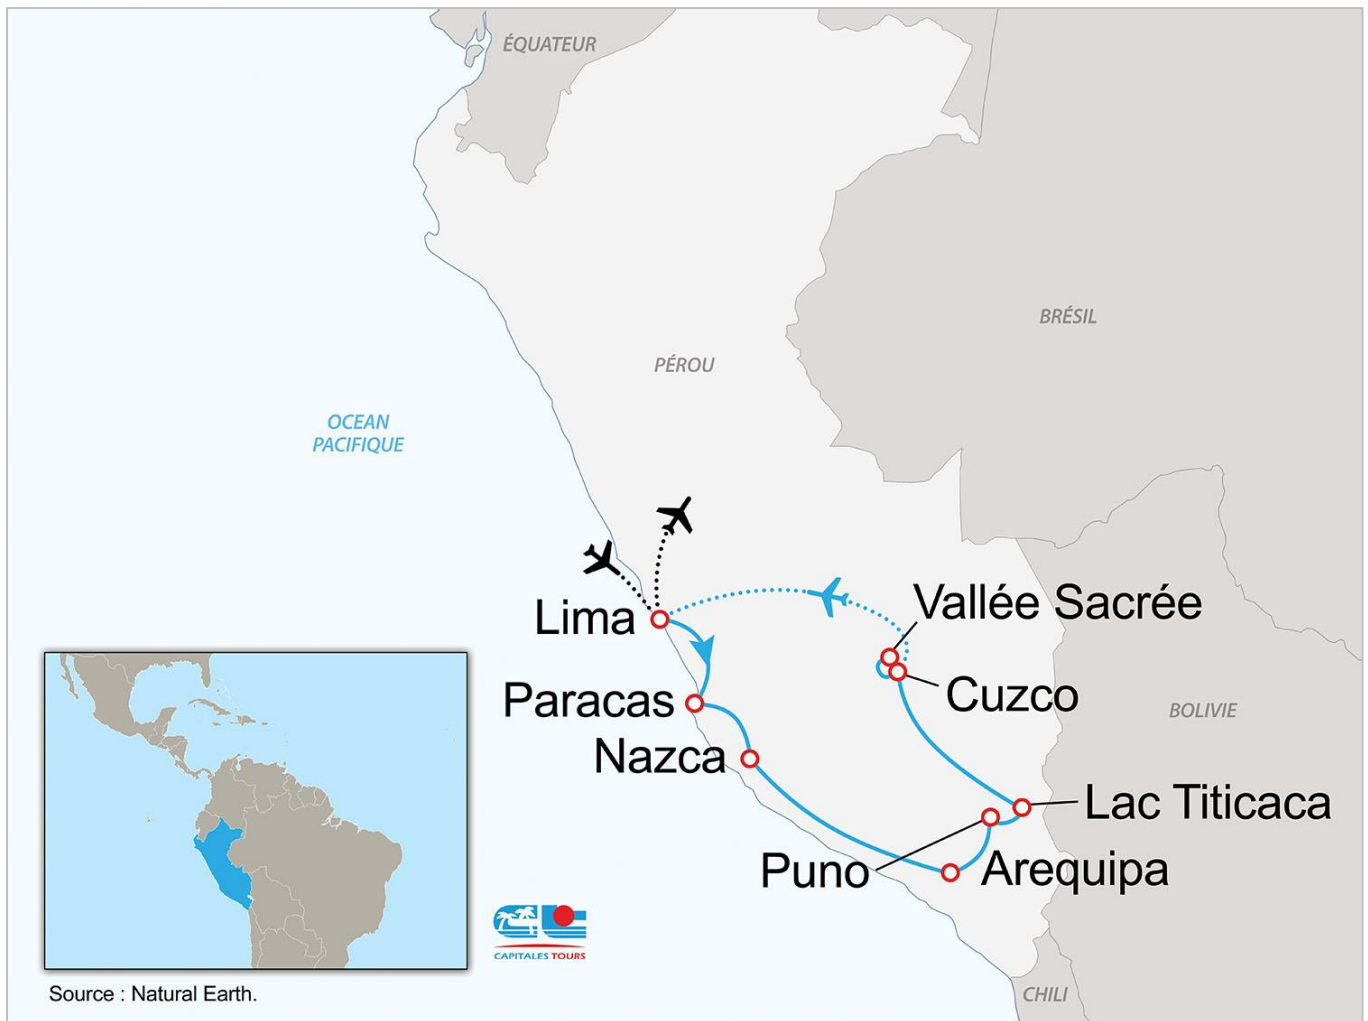 ÉQUATEUR
BRÉSIL
PÉROU
OCEAN
PACIFIQUE
Vallée Sacrée
Lima
Cuzco
Paracas
BOLIVIE
Nazca
Lac Titicaca
Puno
Arequipa
CAPITALES TOURS
Source : Natural Earth.
CHILI